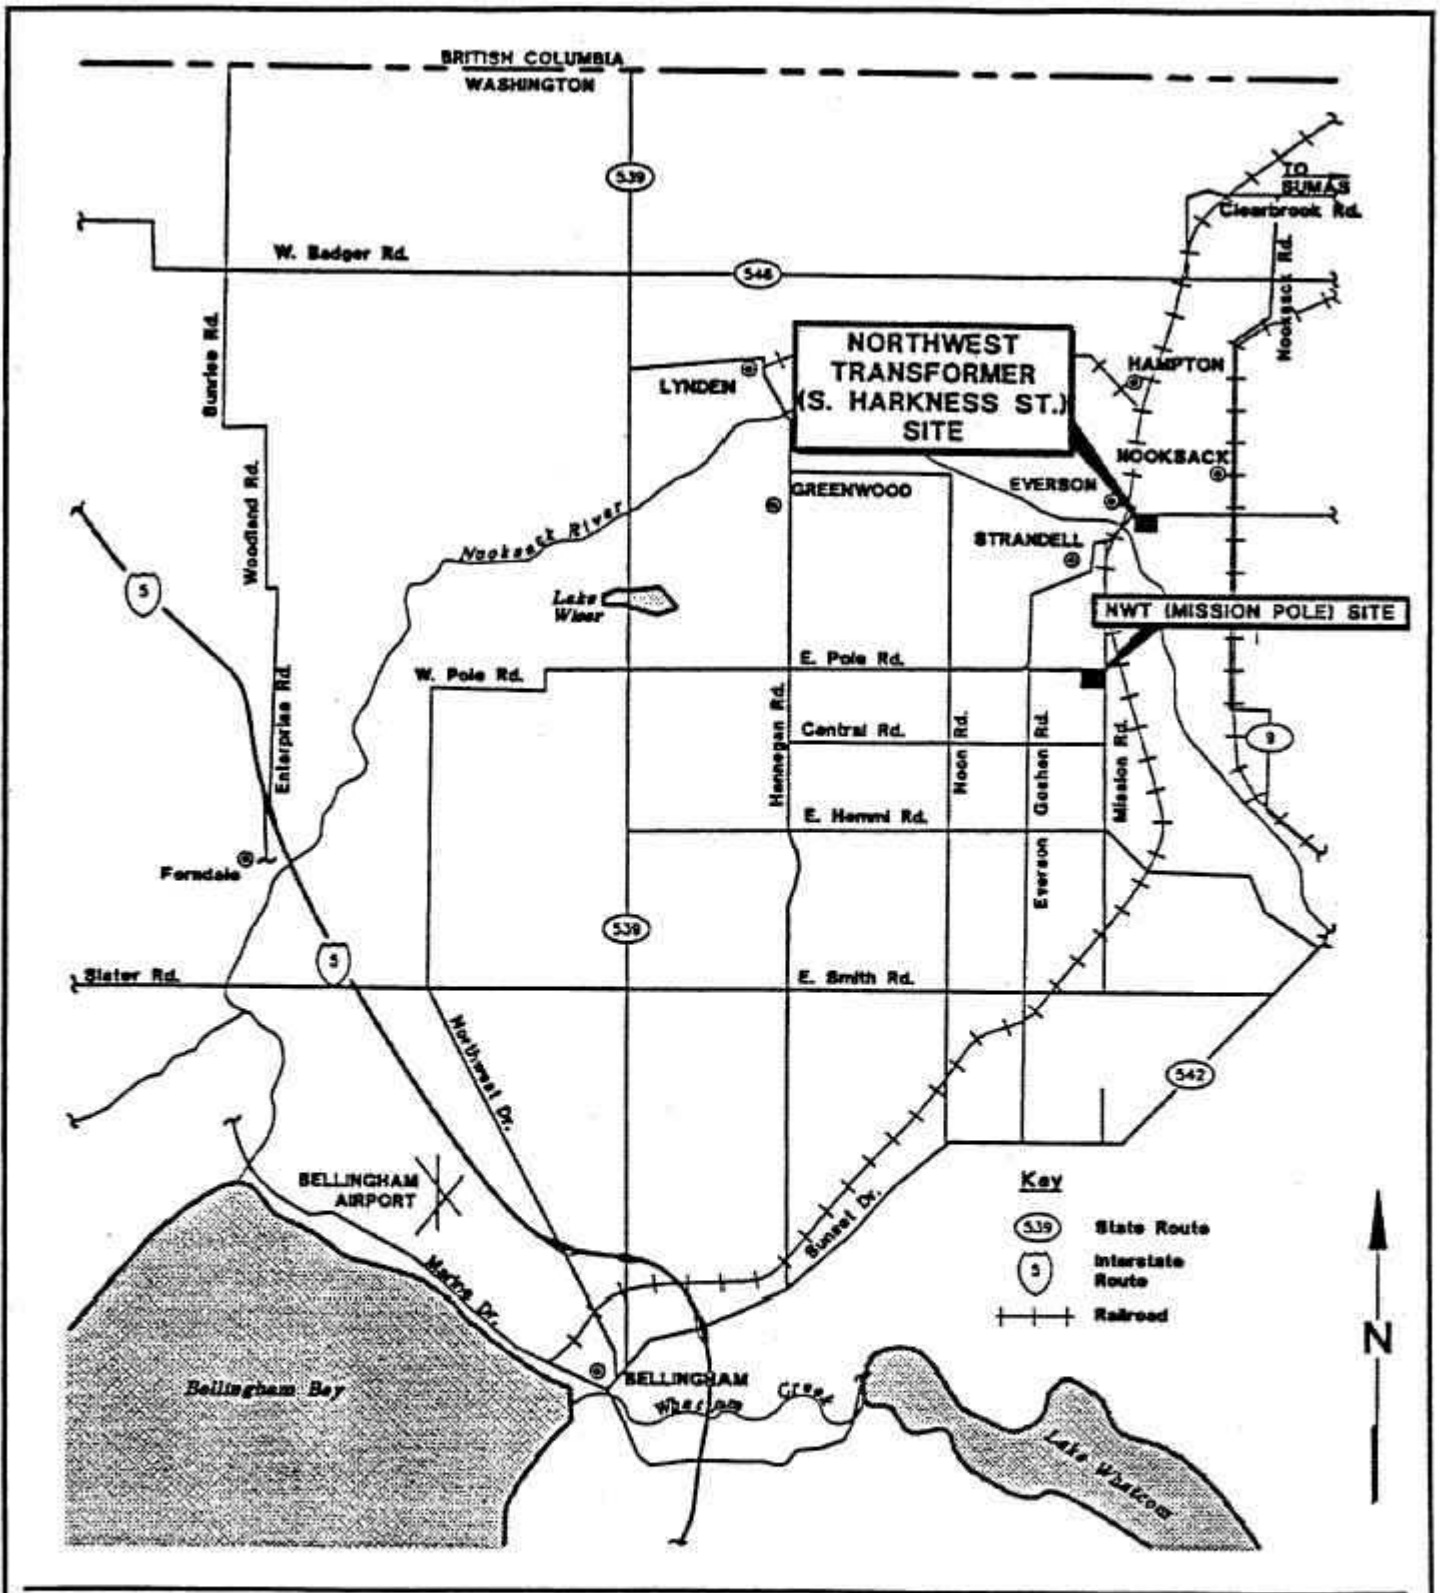 BRITISH COLUMBIA
WASHINGTON
539
TO
SUMAS
Clearbrook Rd.
W. Badger Rd.
546
Nooksack Rd.
Sunrise Rd.
NORTHWEST
TRANSFORMER
(S. HARKNESS ST.)
SITE
HAMPTON
LYNDEN
NOOKSACK
EVERSON
GREENWOOD
Woodland Rd.
Nooksack River
STRANDELL
5
Lake
Wiser
NWT (MISSION POLE) SITE
E. Pole Rd.
W. Pole Rd.
Enterprise Rd.
Hannegan Rd.
Central Rd.
Noon Rd.
Everson Goshen Rd.
Mission Rd.
9
E. Hemmi Rd.
Ferndale
539
5
Slater Rd.
E. Smith Rd.
Northwest Dr.
542
BELLINGHAM
AIRPORT
Key
539 State Route
5 Interstate
Route
Railroad
Sunset Dr.
Marine Dr.
N
Bellingham Bay
BELLINGHAM
Whatcom Creek
Lake Whatcom